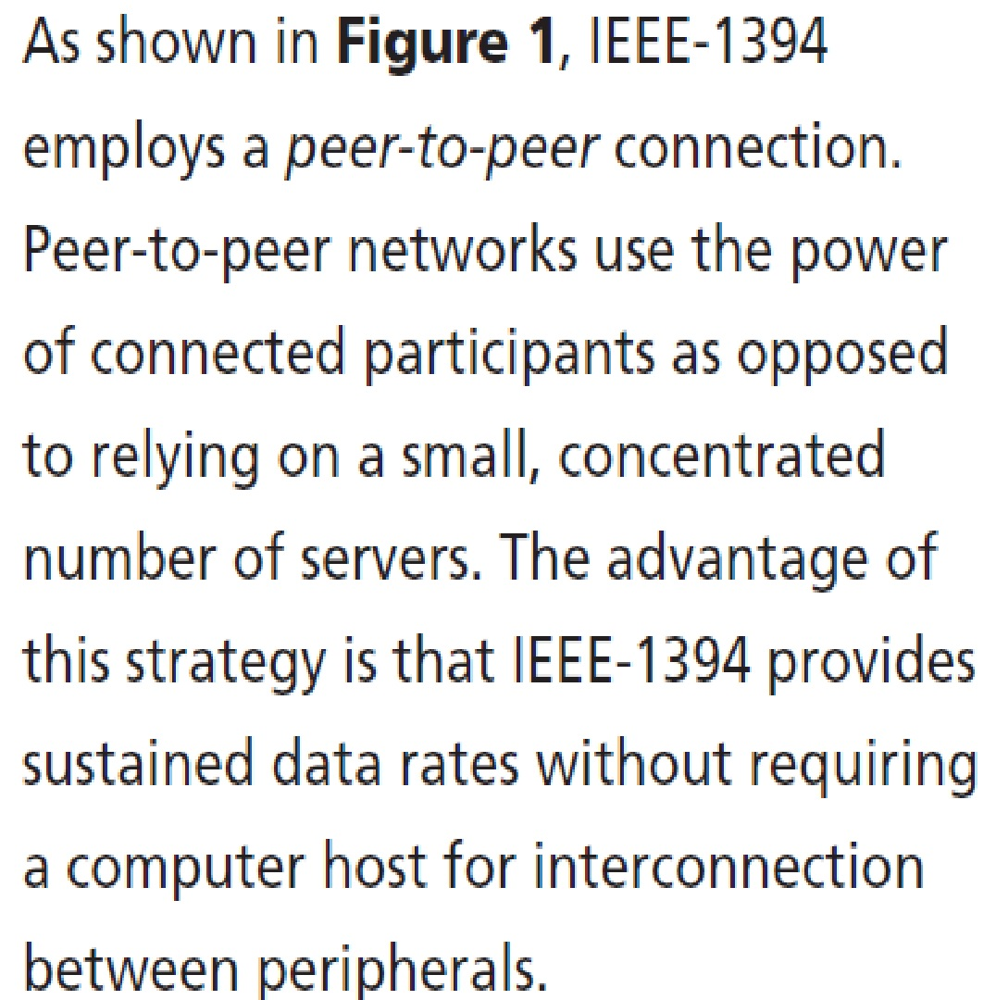 As shown in Figure 1, IEEE-1394
employs a peer-to-peer connection.
Peer-to-peer networks use the power
of connected participants as opposed
to relying on a small, concentrated
number of servers. The advantage of
this strategy is that IEEE-1394 provides
sustained data rates without requiring
a computer host for interconnection
between peripherals.